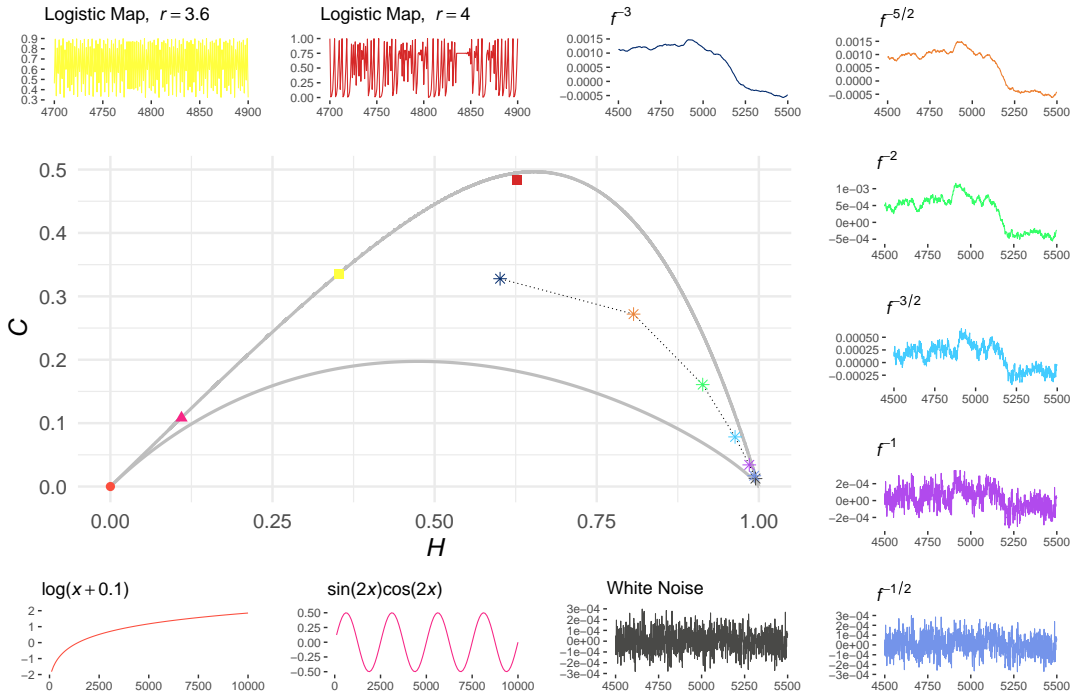 Logistic Map, r = 3.6
0.9
0.8
0.7
0.6
0.5
0.4
0.3
4700 4750 4800 4850 4900
Logistic Map, r = 4
1.00
0.75
0.50
0.25
0.00
4700 4750 4800 4850 4900
f⁻³
0.0015
0.0010
0.0005
0.0000
−0.0005
4500 4750 5000 5250 5500
f⁻⁵/²
0.0015
0.0010
0.0005
0.0000
−0.0005
4500 4750 5000 5250 5500
0.5
0.4
0.3
0.2
0.1
0.0
C
0.00 0.25 0.50 0.75 1.00
H
f⁻²
1e−03
5e−04
0e+00
−5e−04
4500 4750 5000 5250 5500
f⁻³/²
0.00050
0.00025
0.00000
−0.00025
4500 4750 5000 5250 5500
f⁻¹
2e−04
0e+00
−2e−04
4500 4750 5000 5250 5500
log(x + 0.1)
2
1
0
−1
−2
0 2500 5000 7500 10000
sin(2x)cos(2x)
0.50
0.25
0.00
−0.25
−0.50
0 2500 5000 7500 10000
White Noise
3e−04
2e−04
1e−04
0e+00
−1e−04
−2e−04
−3e−04
4500 4750 5000 5250 5500
f⁻¹/²
3e−04
2e−04
1e−04
0e+00
−1e−04
−2e−04
−3e−04
4500 4750 5000 5250 5500